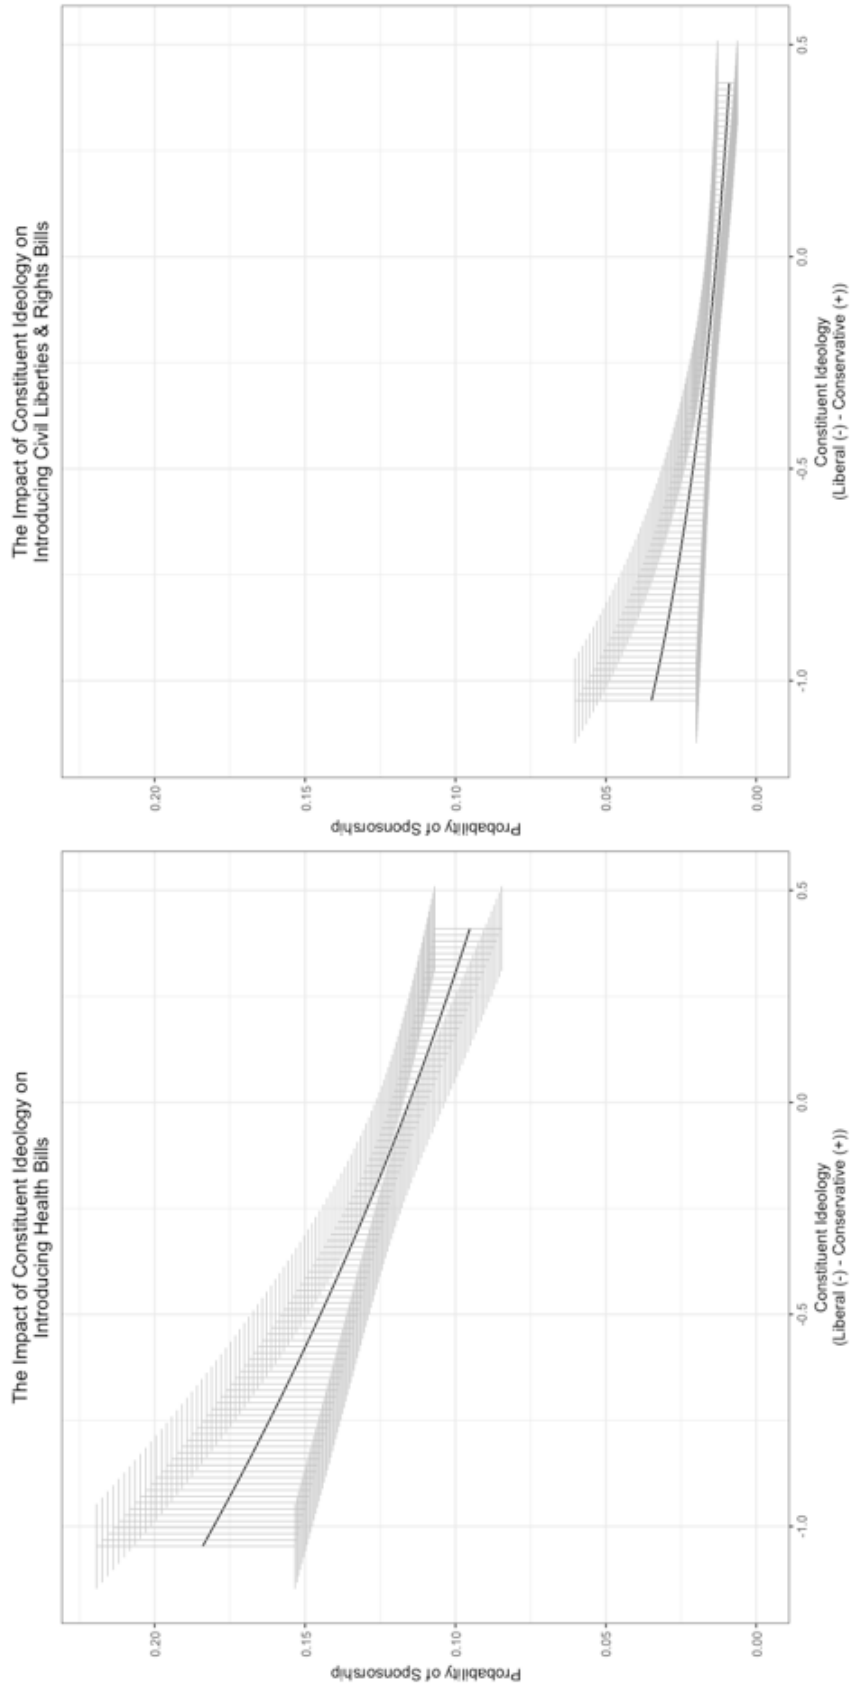 The Impact of Constituent Ideology on
Introducing Health Bills
Probability of Sponsorship
0.20
0.15
0.10
0.05
0.00
-1.0
-0.5
0.0
0.5
Constituent Ideology
(Liberal (-) - Conservative (+))
The Impact of Constituent Ideology on
Introducing Civil Liberties & Rights Bills
Probability of Sponsorship
0.20
0.15
0.10
0.05
0.00
-1.0
-0.5
0.0
0.5
Constituent Ideology
(Liberal (-) - Conservative (+))